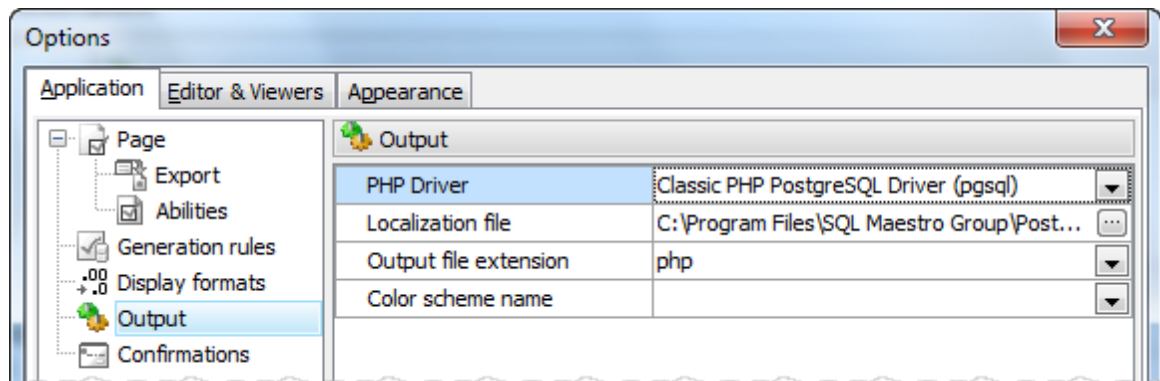 Options
Application Editor & Viewers Appearance
Page
Export
Abilities
Generation rules
Display formats
Output
Confirmations
Output
PHP Driver Classic PHP PostgreSQL Driver (pgsql)
Localization file C:\Program Files\SQL Maestro Group\Post...
Output file extension php
Color scheme name